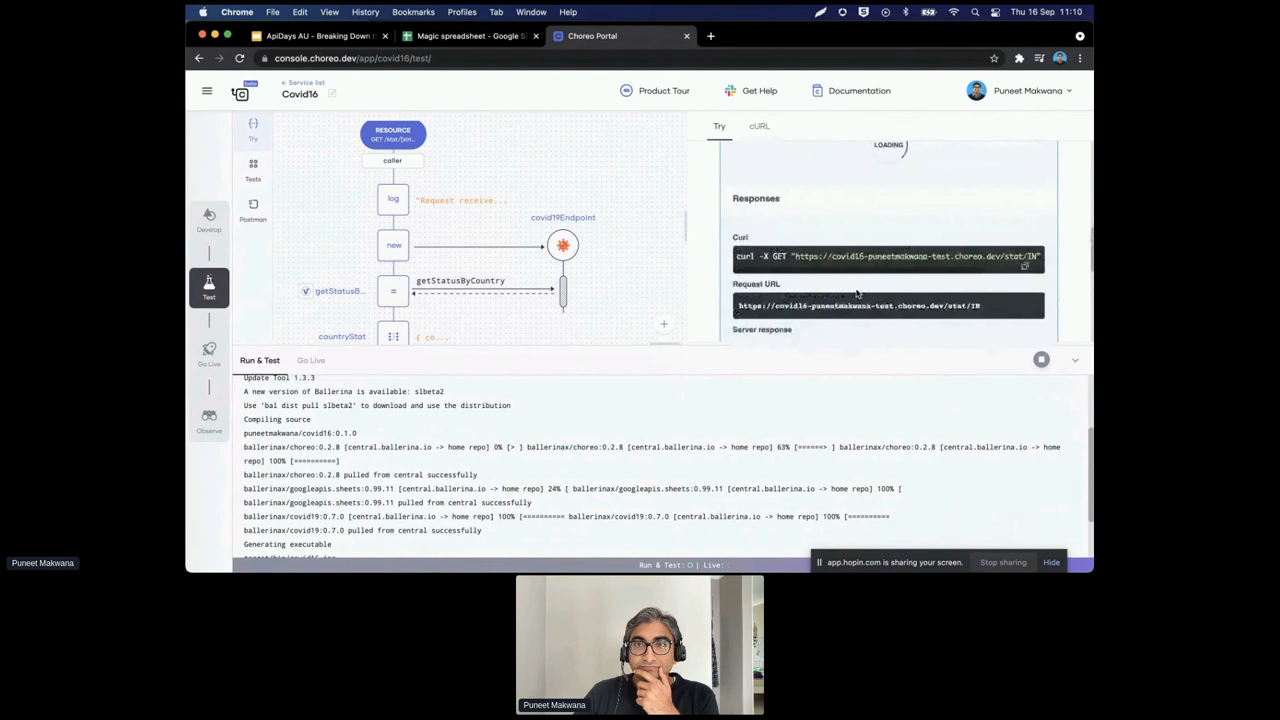 Chrome File Edit View History Bookmarks Profiles Tab Window Help Thu 16 Sep 11:10
ApiDays AU - Breaking Down Magic spreadsheet - Google S Choreo Portal
console.choreo.dev/app/covid16/test/
beta
Service list
Covid16
Product Tour Get Help Documentation Puneet Makwana
Try
Tests
Postman
Develop
Test
Go Live
Observe
RESOURCE
GET /stat/[stri...
caller
log "Request receive...
covid19Endpoint
new
getStatusByCountry
getStatusB... =
countryStat { co...
Try cURL
LOADING
Responses
Curl
curl -X GET "https://covid16-puneetmakwana-test.choreo.dev/stat/IN"
Request URL
https://covid16-puneetmakwana-test.choreo.dev/stat/IN
Server response
Run & Test Go Live
Update Tool 1.3.3
A new version of Ballerina is available: slbeta2
Use 'bal dist pull slbeta2' to download and use the distribution
Compiling source
puneetmakwana/covid16:0.1.0
ballerinax/choreo:0.2.8 [central.ballerina.io -> home repo] 0% [> ] ballerinax/choreo:0.2.8 [central.ballerina.io -> home repo] 63% [======> ] ballerinax/choreo:0.2.8 [central.ballerina.io -> home
repo] 100% [==========]
ballerinax/choreo:0.2.8 pulled from central successfully
ballerinax/googleapis.sheets:0.99.11 [central.ballerina.io -> home repo] 24% [ ballerinax/googleapis.sheets:0.99.11 [central.ballerina.io -> home repo] 100% [
ballerinax/googleapis.sheets:0.99.11 pulled from central successfully
ballerinax/covid19:0.7.0 [central.ballerina.io -> home repo] 100% [========== ballerinax/covid19:0.7.0 [central.ballerina.io -> home repo] 100% [==========
ballerinax/covid19:0.7.0 pulled from central successfully
Generating executable
Run & Test: Live:
app.hopin.com is sharing your screen. Stop sharing Hide
Puneet Makwana
Puneet Makwana